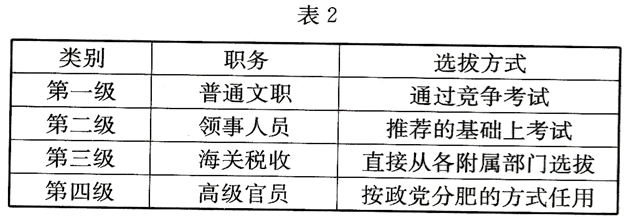 表2
类别 职务 选拔方式
第一级 普通文职 通过竞争考试
第二级 领事人员 推荐的基础上考试
第三级 海关税收 直接从各附属部门选拔
第四级 高级官员 按政党分肥的方式任用